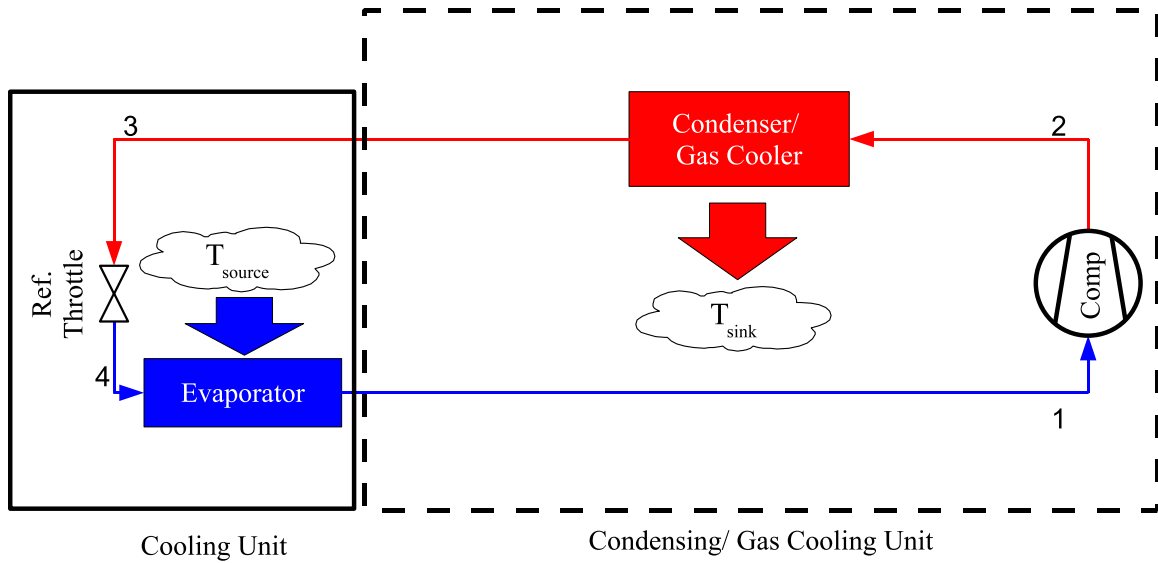 3
2
Condenser/
Gas Cooler
T source
T sink
Ref.
Throttle
Comp
4
Evaporator
1
Cooling Unit
Condensing/ Gas Cooling Unit